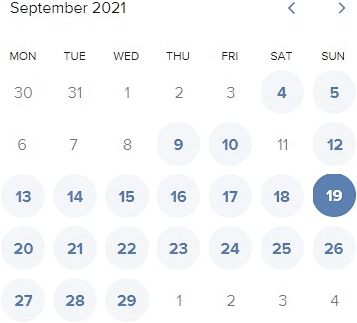 September 2021
MON TUE WED THU FRI SAT SUN
30 31 1 2 3 4 5
6 7 8 9 10 11 12
13 14 15 16 17 18 19
20 21 22 23 24 25 26
27 28 29 1 2 3 4